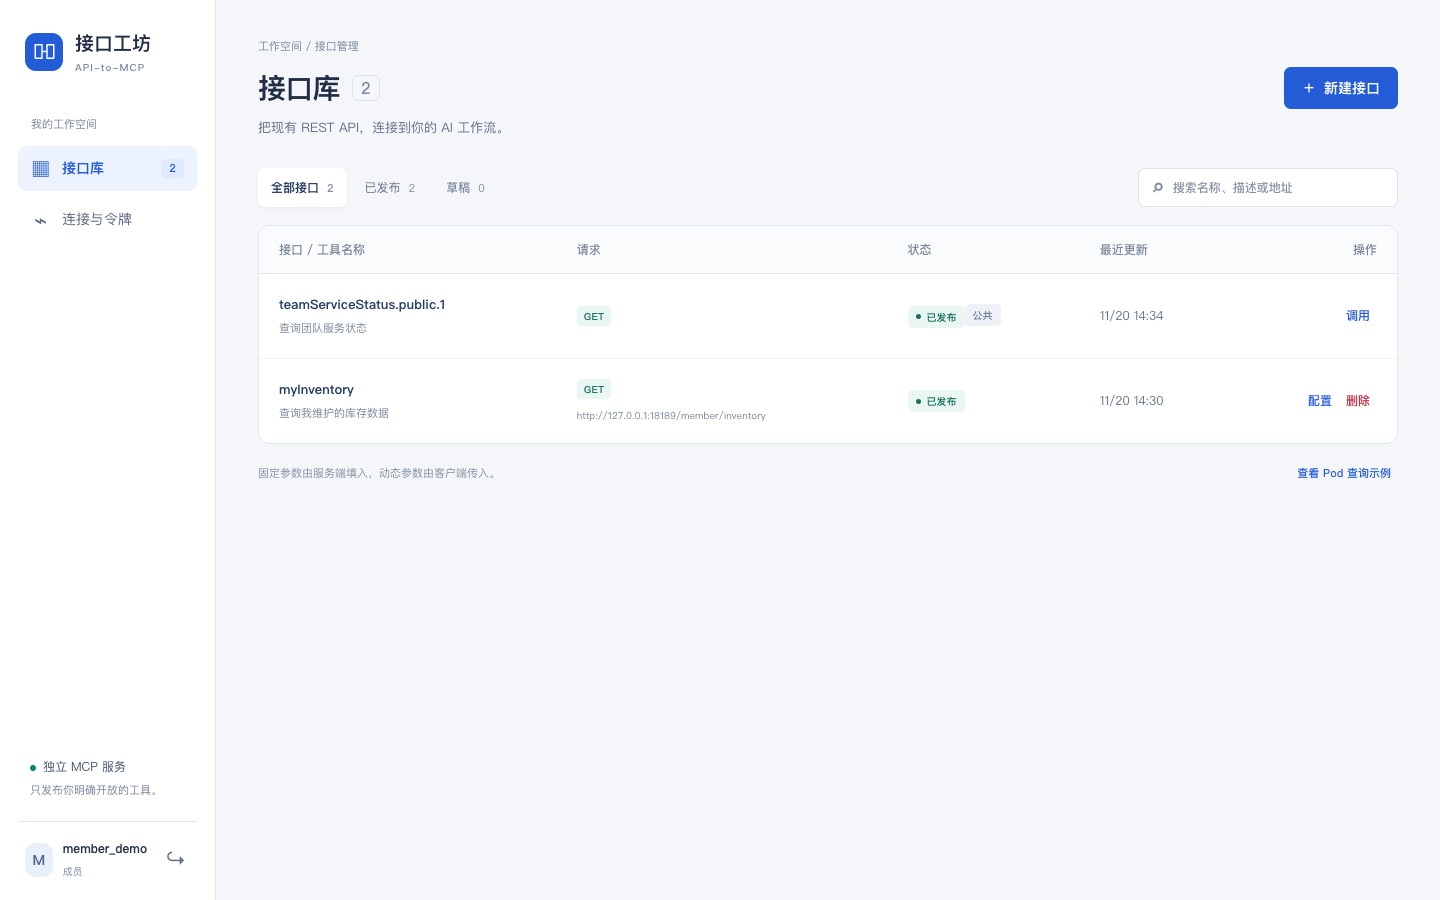 接口工坊
API-to-MCP
我的工作空间
接口库 2
连接与令牌
独立 MCP 服务
只发布你明确开放的工具。
M
member_demo
成员
工作空间 / 接口管理
接口库 2
把现有 REST API，连接到你的 AI 工作流。
+ 新建接口
全部接口 2 已发布 2 草稿 0
搜索名称、描述或地址
接口 / 工具名称 请求 状态 最近更新 操作
teamServiceStatus.public.1
查询团队服务状态
GET
已发布 公共
11/20 14:34
调用
myInventory
查询我维护的库存数据
GET
http://127.0.0.1:18189/member/inventory
已发布
11/20 14:30
配置 删除
固定参数由服务端填入，动态参数由客户端传入。
查看 Pod 查询示例